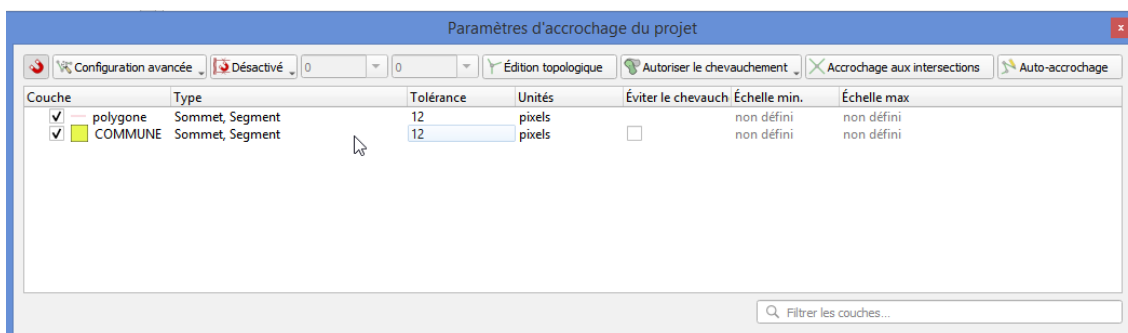 Paramètres d'accrochage du projet
x
Configuration avancée Désactivé 0 0 Édition topologique Autoriser le chevauchement Accrochage aux intersections Auto-accrochage
Couche Type Tolérance Unités Éviter le chevauch Échelle min. Échelle max
polygone Sommet, Segment 12 pixels non défini non défini
COMMUNE Sommet, Segment 12 pixels non défini non défini
Filtrer les couches...